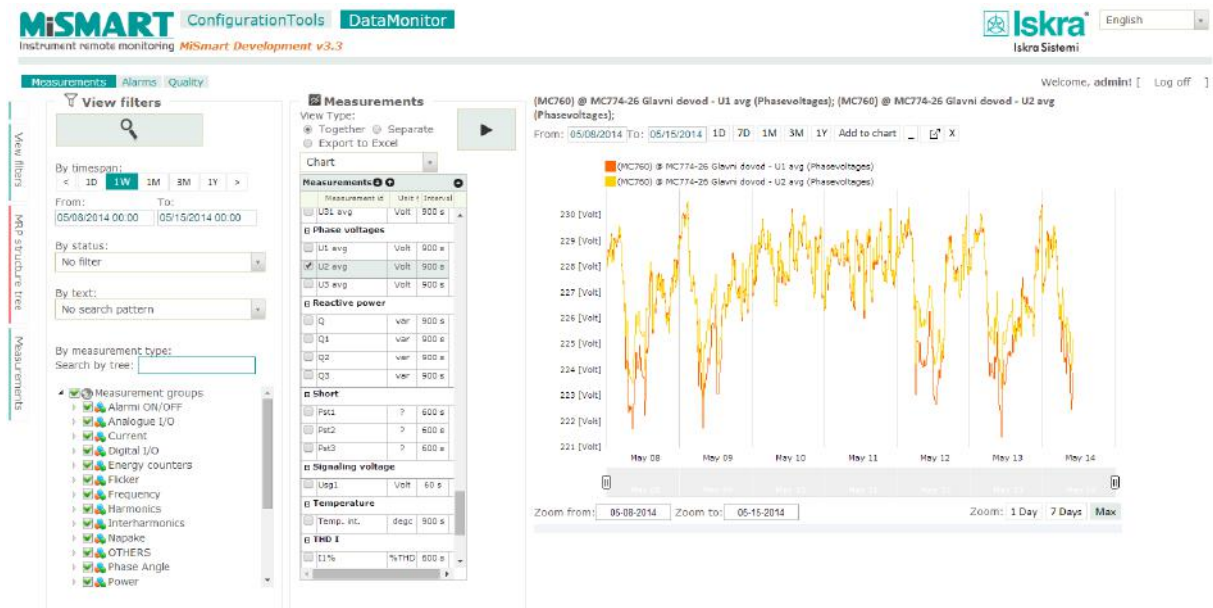 MiSMART ConfigurationTools DataMonitor
Instrument remote monitoring MiSmart Development v3.3
Iskra
Iskra Sistemi
English
Measurements Alarms Quality
Welcome, admin! [ Log off ]
View filters
MRP structure tree
Measurements
View filters
By timespan:
< 1D 1W 1M 3M 1Y >
From: To:
05/08/2014 00:00 05/15/2014 00:00
By status:
No filter
By text:
No search pattern
By measurement type:
Search by tree:
Measurement groups
Alarmi ON/OFF
Analogue I/O
Current
Digital I/O
Energy counters
Flicker
Frequency
Harmonics
Interharmonics
Napake
OTHERS
Phase Angle
Power
Measurements
View Type:
Together Separate
Export to Excel
Chart
Measurements
Measurement id Unit Interval
U31 avg Volt 900 s
Phase voltages
U1 avg Volt 900 s
U2 avg Volt 900 s
U3 avg Volt 900 s
Reactive power
Q var 900 s
Q1 var 900 s
Q2 var 900 s
Q3 var 900 s
Short
Pst1 ? 600 s
Pst2 ? 600 s
Pst3 ? 600 s
Signaling voltage
Usg1 Volt 60 s
Temperature
Temp. int. degc 900 s
THD I
I1% %THD 600 s
(MC760) @ MC774-26 Glavni dovod - U1 avg (Phasevoltages); (MC760) @ MC774-26 Glavni dovod - U2 avg
(Phasevoltages);
From: 05/08/2014 To: 05/15/2014 1D 7D 1M 3M 1Y Add to chart _ X
(MC760) @ MC774-26 Glavni dovod - U1 avg (Phasevoltages)
(MC760) @ MC774-26 Glavni dovod - U2 avg (Phasevoltages)
230 [Volt]
229 [Volt]
228 [Volt]
227 [Volt]
226 [Volt]
225 [Volt]
224 [Volt]
223 [Volt]
222 [Volt]
221 [Volt]
May 08 May 09 May 10 May 11 May 12 May 13 May 14
Zoom from: 05-08-2014 Zoom to: 05-15-2014 Zoom: 1 Day 7 Days Max